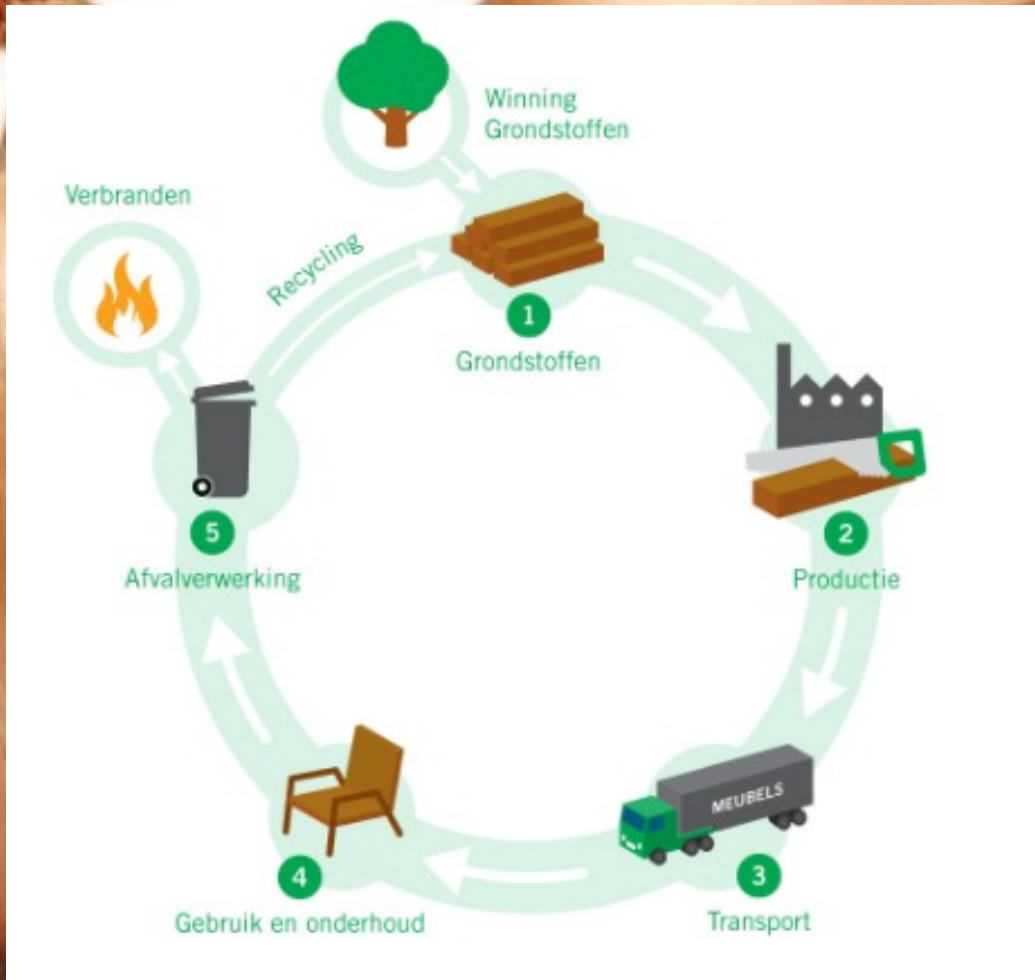 Winning
Grondstoffen
Verbranden
Recycling
1
Grondstoffen
2
Productie
MEUBELS
3
Transport
4
Gebruik en onderhoud
5
Afvalverwerking